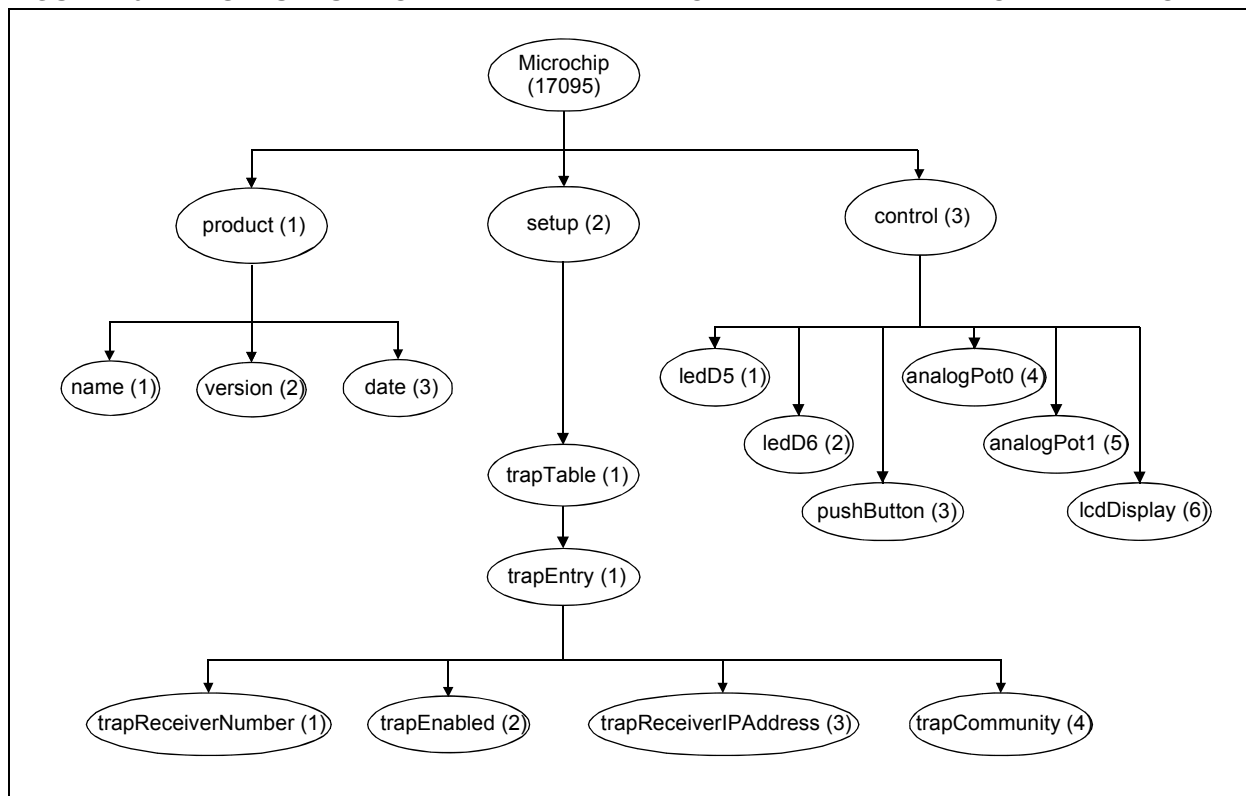 Microchip
(17095)
product (1)
setup (2)
control (3)
name (1)
version (2)
date (3)
ledD5 (1)
analogPot0 (4)
ledD6 (2)
analogPot1 (5)
trapTable (1)
pushButton (3)
lcdDisplay (6)
trapEntry (1)
trapReceiverNumber (1)
trapEnabled (2)
trapReceiverIPAddress (3)
trapCommunity (4)